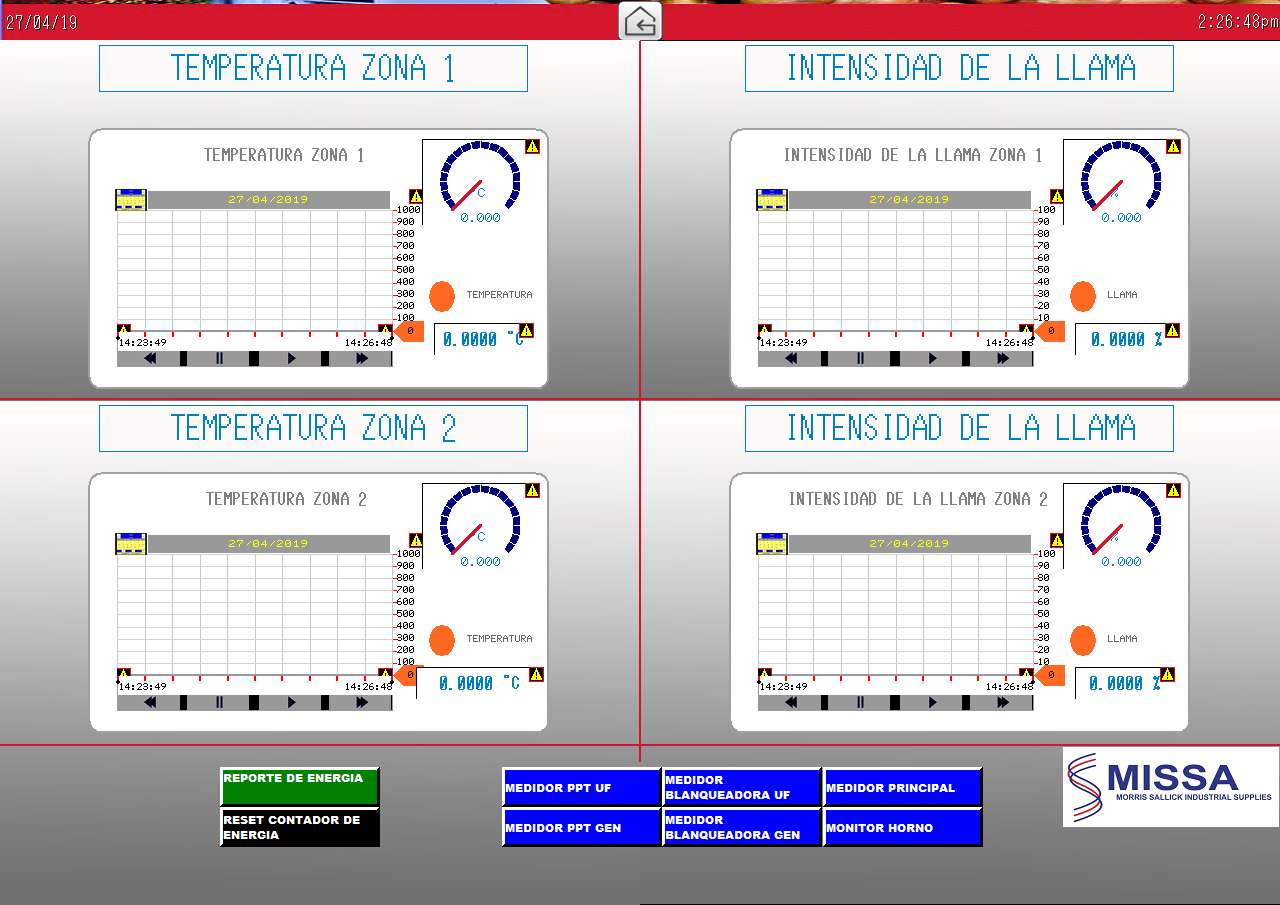 27/04/19
2:26:48pm
TEMPERATURA ZONA 1
INTENSIDAD DE LA LLAMA
TEMPERATURA ZONA 1
27/04/2019
°C
0.000
1000
900
800
700
600
500
400
300
200
100
0
TEMPERATURA
0.0000 °C
14:23:49
14:26:48
INTENSIDAD DE LA LLAMA ZONA 1
27/04/2019
%
0.000
100
90
80
70
60
50
40
30
20
10
0
LLAMA
0.0000 %
14:23:49
14:26:48
TEMPERATURA ZONA 2
INTENSIDAD DE LA LLAMA
TEMPERATURA ZONA 2
27/04/2019
°C
0.000
1000
900
800
700
600
500
400
300
200
100
0
TEMPERATURA
0.0000 °C
14:23:49
14:26:48
INTENSIDAD DE LA LLAMA ZONA 2
27/04/2019
%
0.000
100
90
80
70
60
50
40
30
20
10
0
LLAMA
0.0000 %
14:23:49
14:26:48
REPORTE DE ENERGIA
RESET CONTADOR DE
ENERGIA
MEDIDOR PPT UF
MEDIDOR
BLANQUEADORA UF
MEDIDOR PRINCIPAL
MEDIDOR PPT GEN
MEDIDOR
BLANQUEADORA GEN
MONITOR HORNO
MISSA
MORRIS SALLICK INDUSTRIAL SUPPLIES